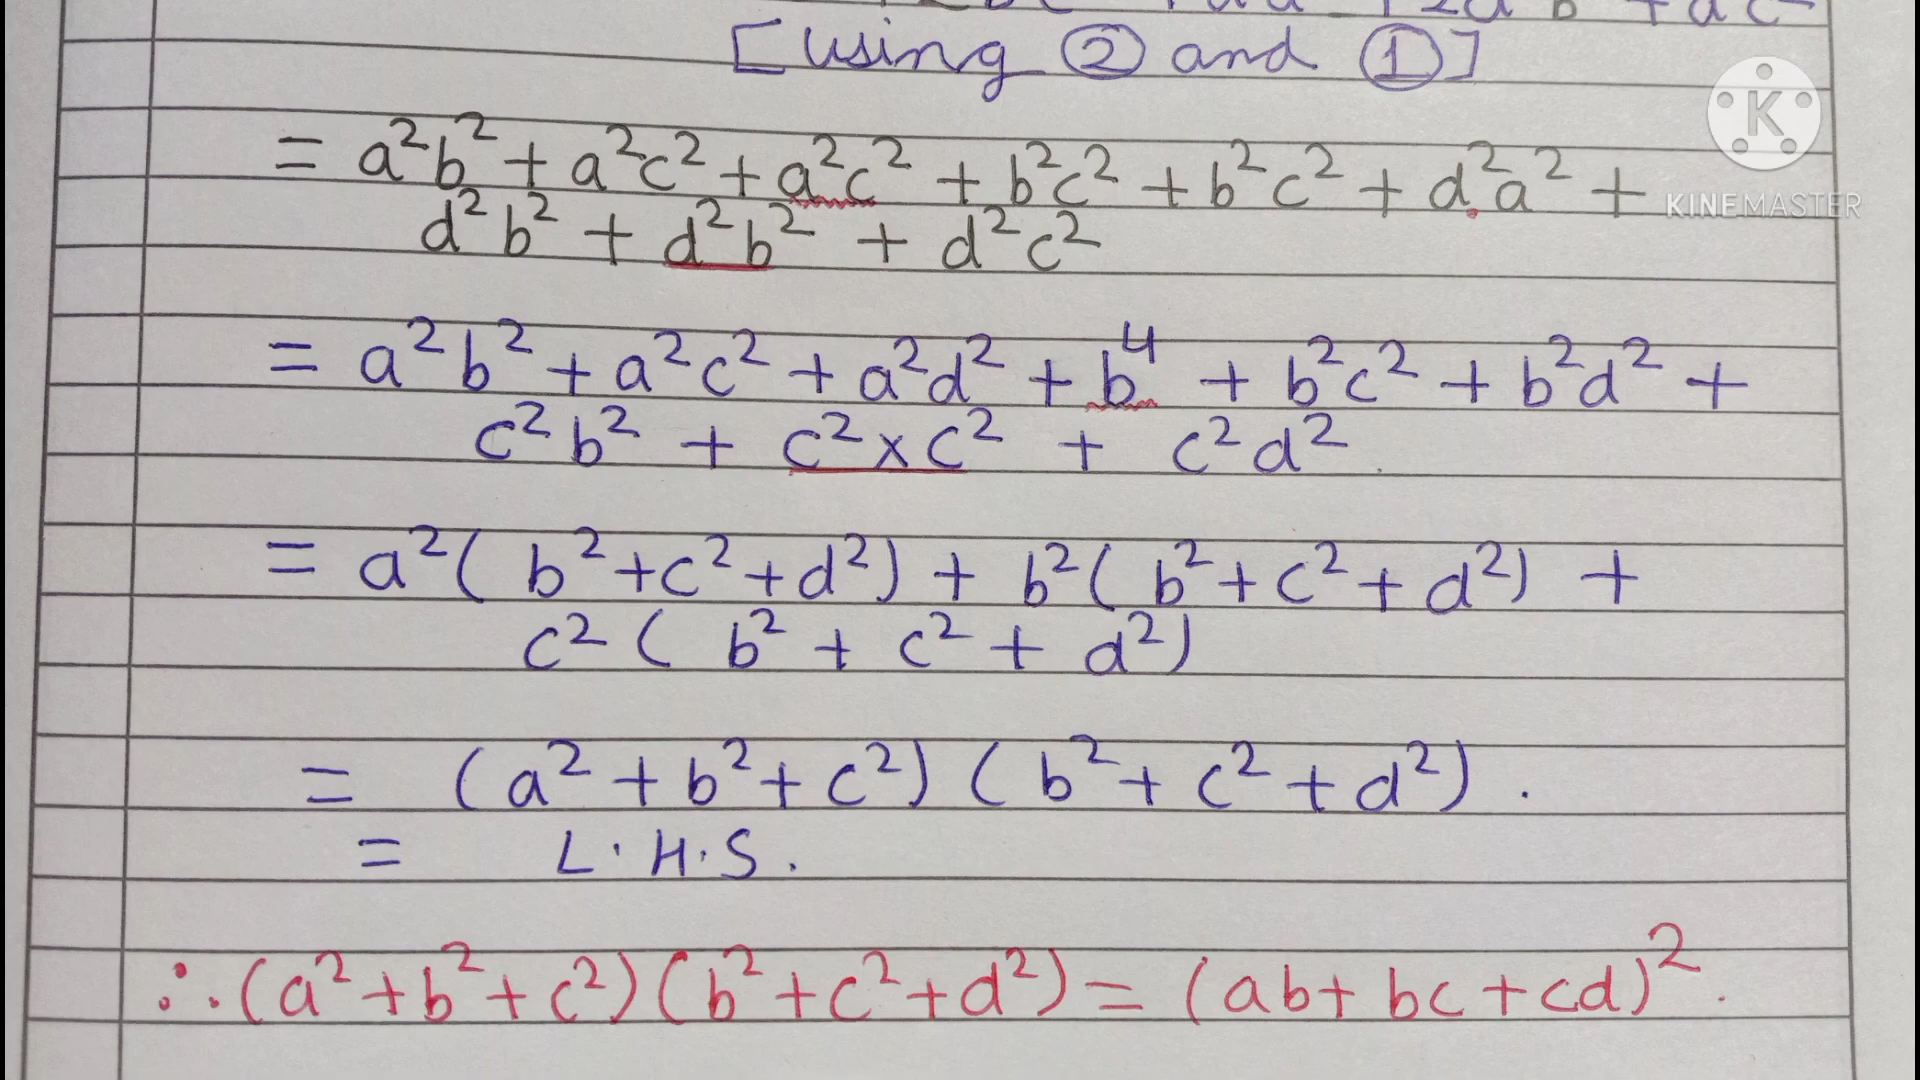 [using ② and ①]
= a²b² + a²c² + a²c² + b²c² + b²c² + d²a² +
d²b² + d²b² + d²c²
= a²b² + a²c² + a²d² + b⁴ + b²c² + b²d² +
c²b² + c²×c² + c²d².
= a²( b²+c²+d²) + b²( b²+c²+d²) +
c² ( b² + c² + d²)
= (a²+b²+c²) ( b²+c²+d²) .
= L.H.S.
∴ (a²+b²+c²)(b²+c²+d²) = (ab+bc+cd)².
K
KINEMASTER